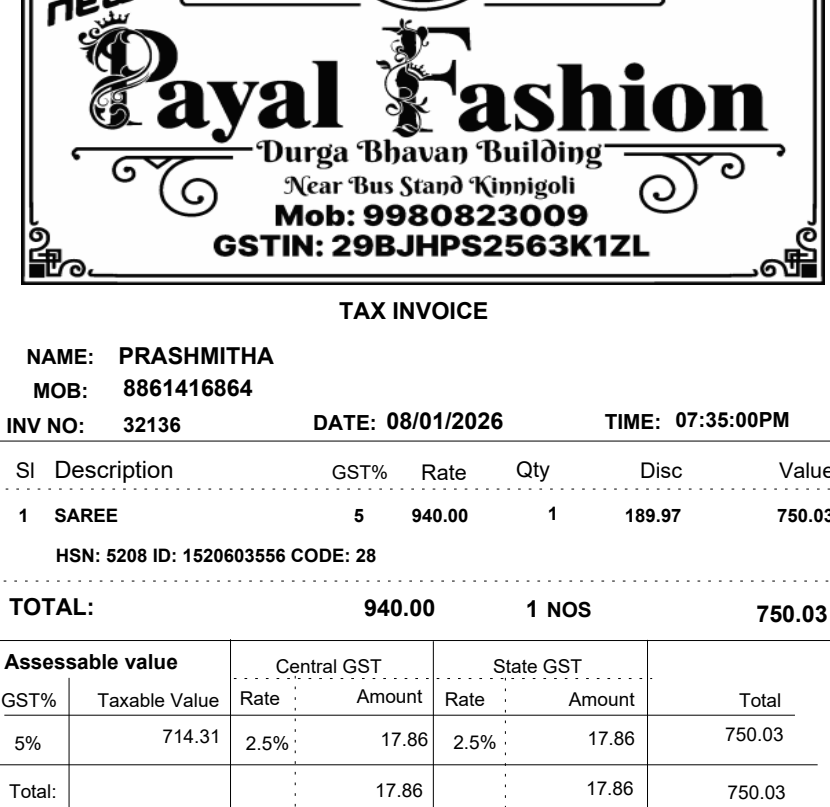 new
Payal Fashion
Durga Bhavan Building
Near Bus Stand Kinnigoli
Mob: 9980823009
GSTIN: 29BJHPS2563K1ZL
TAX INVOICE
NAME: PRASHMITHA
MOB: 8861416864
INV NO: 32136 DATE: 08/01/2026 TIME: 07:35:00PM
Sl Description GST% Rate Qty Disc Value
1 SAREE 5 940.00 1 189.97 750.03
HSN: 5208 ID: 1520603556 CODE: 28
TOTAL: 940.00 1 NOS 750.03
Assessable value Central GST State GST
GST% Taxable Value Rate Amount Rate Amount Total
5% 714.31 2.5% 17.86 2.5% 17.86 750.03
Total: 17.86 17.86 750.03